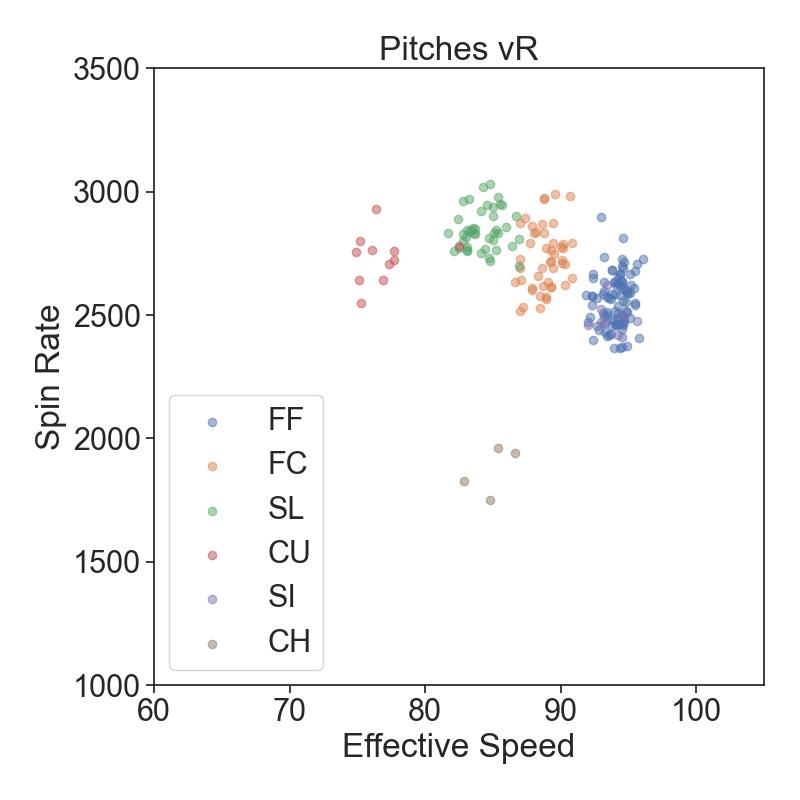 Pitches vR
3500
3000
2500
2000
1500
1000
Spin Rate
FF
FC
SL
CU
SI
CH
60 70 80 90 100
Effective Speed